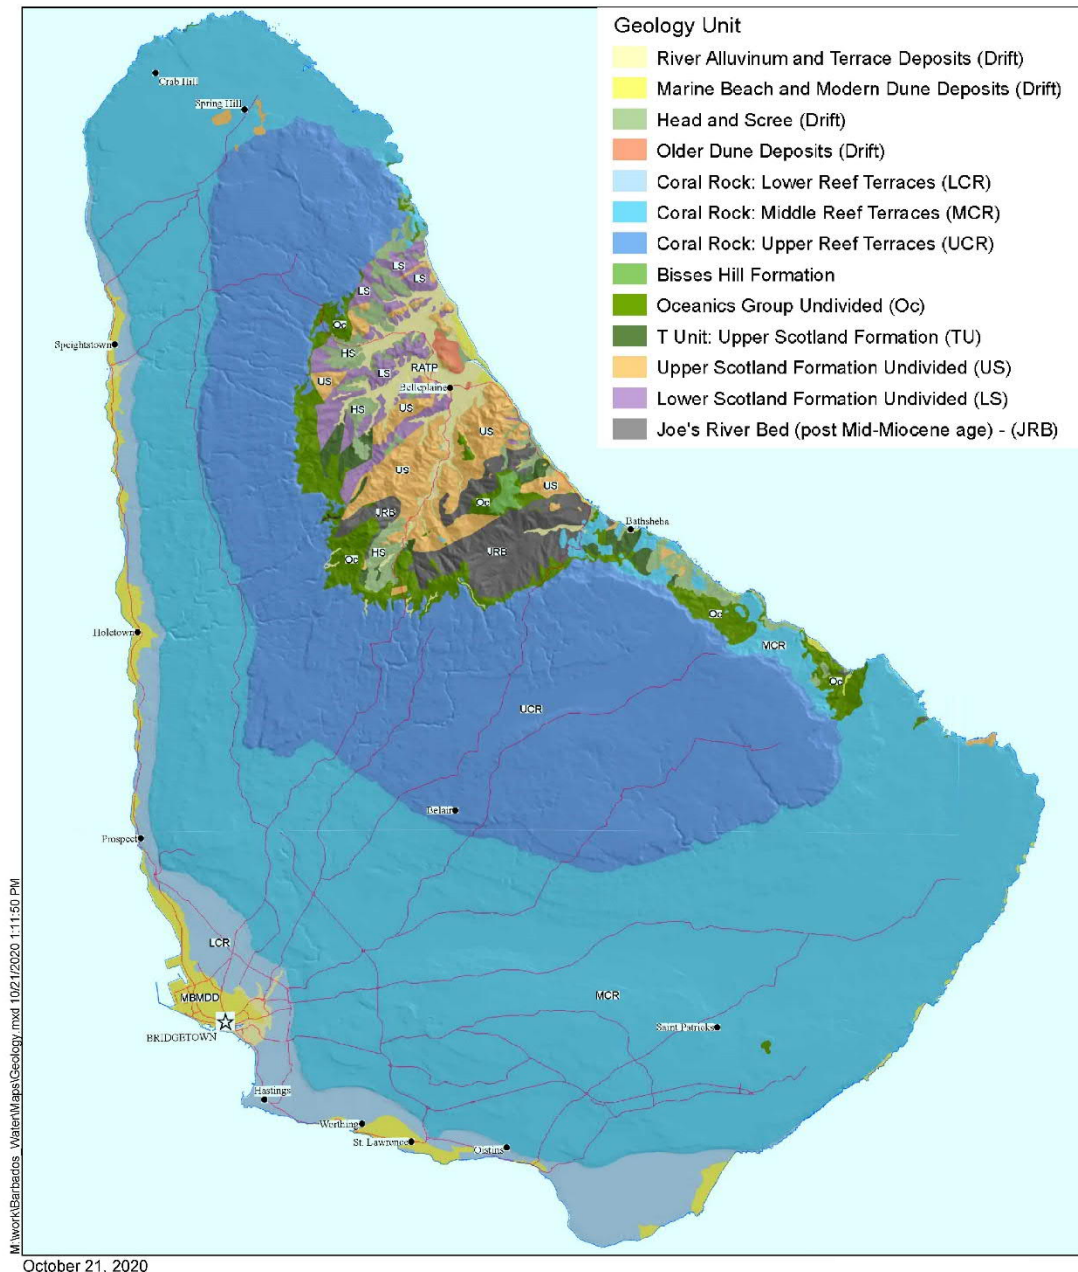 Geology Unit
River Alluvinum and Terrace Deposits (Drift)
Marine Beach and Modern Dune Deposits (Drift)
Head and Scree (Drift)
Older Dune Deposits (Drift)
Coral Rock: Lower Reef Terraces (LCR)
Coral Rock: Middle Reef Terraces (MCR)
Coral Rock: Upper Reef Terraces (UCR)
Bisses Hill Formation
Oceanics Group Undivided (Oc)
T Unit: Upper Scotland Formation (TU)
Upper Scotland Formation Undivided (US)
Lower Scotland Formation Undivided (LS)
Joe's River Bed (post Mid-Miocene age) - (JRB)
Crab Hill
Spring Hill
LS
LS
LS
Oc
Speightstown
HS
RATP
LS
US
Belleplaine
HS
US
US
US
US
Oc
JRB
Bathsheba
HS
JRB
Oc
Oc
Holetown
MCR
Oc
UCR
Belair
Prospect
LCR
MBMDD
MCR
BRIDGETOWN
Saint Patricks
Hastings
Worthing
St. Lawrence
Oistins
M:\work\Barbados_Water\Maps\Geology.mxd 10/21/2020 1:11:50 PM
October 21, 2020